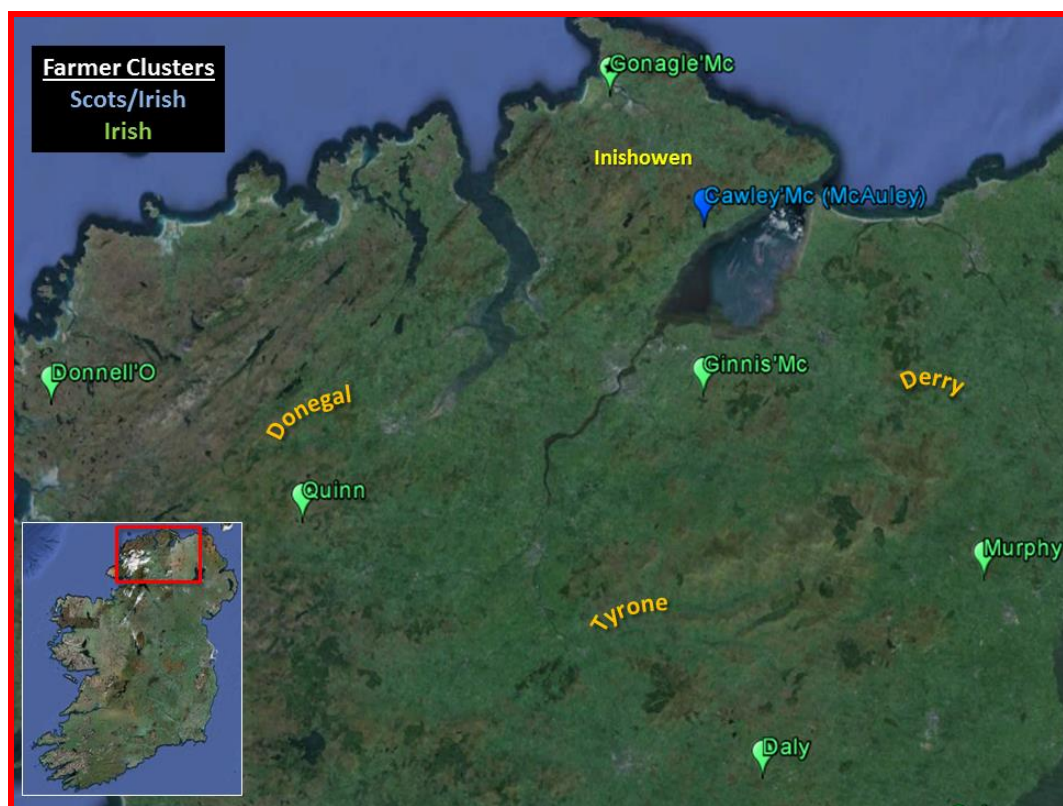 Farmer Clusters
Scots/Irish
Irish
Gonagle'Mc
Inishowen
Cawley'Mc (McAuley)
Donnell'O
Ginnis'Mc
Derry
Donegal
Quinn
Murphy
Tyrone
Daly